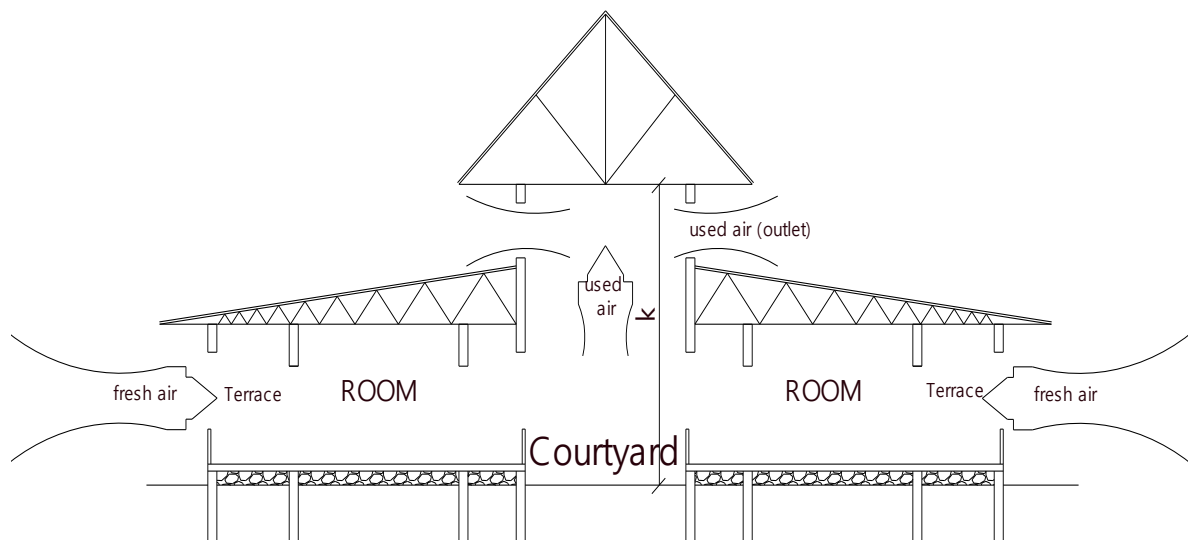 used air (outlet)
used
air
k
fresh air
Terrace
ROOM
ROOM
Terrace
fresh air
Courtyard